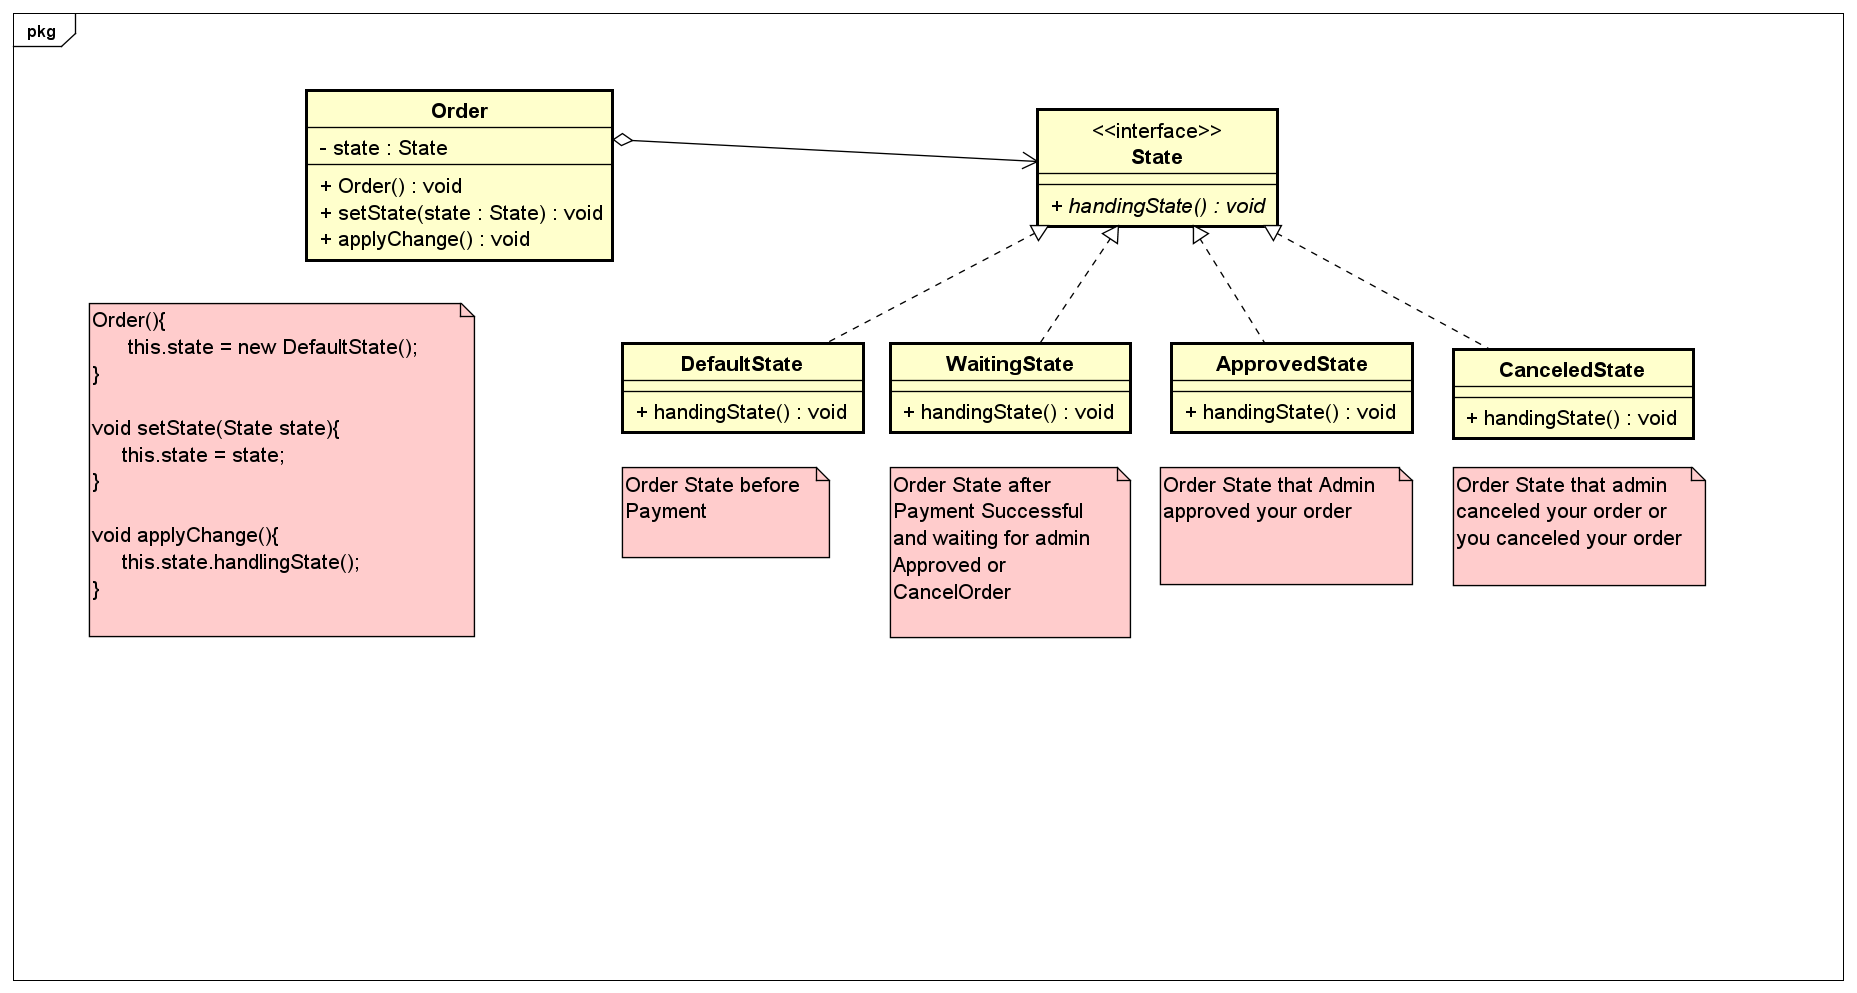 pkg
Order
- state : State
+ Order() : void
+ setState(state : State) : void
+ applyChange() : void
<<interface>>
State
+ handingState() : void
Order(){
this.state = new DefaultState();
}
void setState(State state){
this.state = state;
}
void applyChange(){
this.state.handlingState();
}
DefaultState
+ handingState() : void
WaitingState
+ handingState() : void
ApprovedState
+ handingState() : void
CanceledState
+ handingState() : void
Order State before
Payment
Order State after
Payment Successful
and waiting for admin
Approved or
CancelOrder
Order State that Admin
approved your order
Order State that admin
canceled your order or
you canceled your order